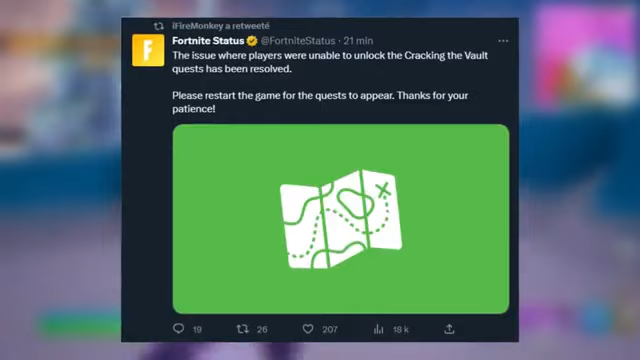 iFireMonkey a retweeté
Fortnite Status @FortniteStatus · 21 min
The issue where players were unable to unlock the Cracking the Vault
quests has been resolved.
Please restart the game for the quests to appear. Thanks for your
patience!
19 26 207 18 k